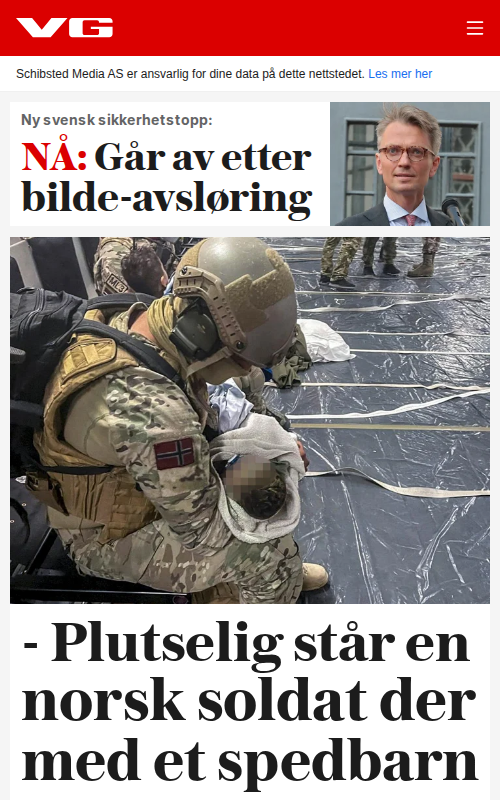 VG
Schibsted Media AS er ansvarlig for dine data på dette nettstedet. Les mer her
Ny svensk sikkerhetstopp:
NÅ: Går av etter
bilde-avsløring
- Plutselig står en
norsk soldat der
med et spedbarn